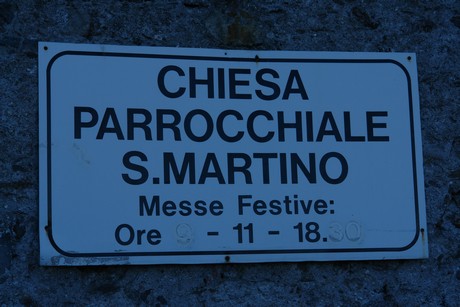 CHIESA
PARROCCHIALE
S.MARTINO
Messe Festive:
Ore 9 - 11 - 18.30